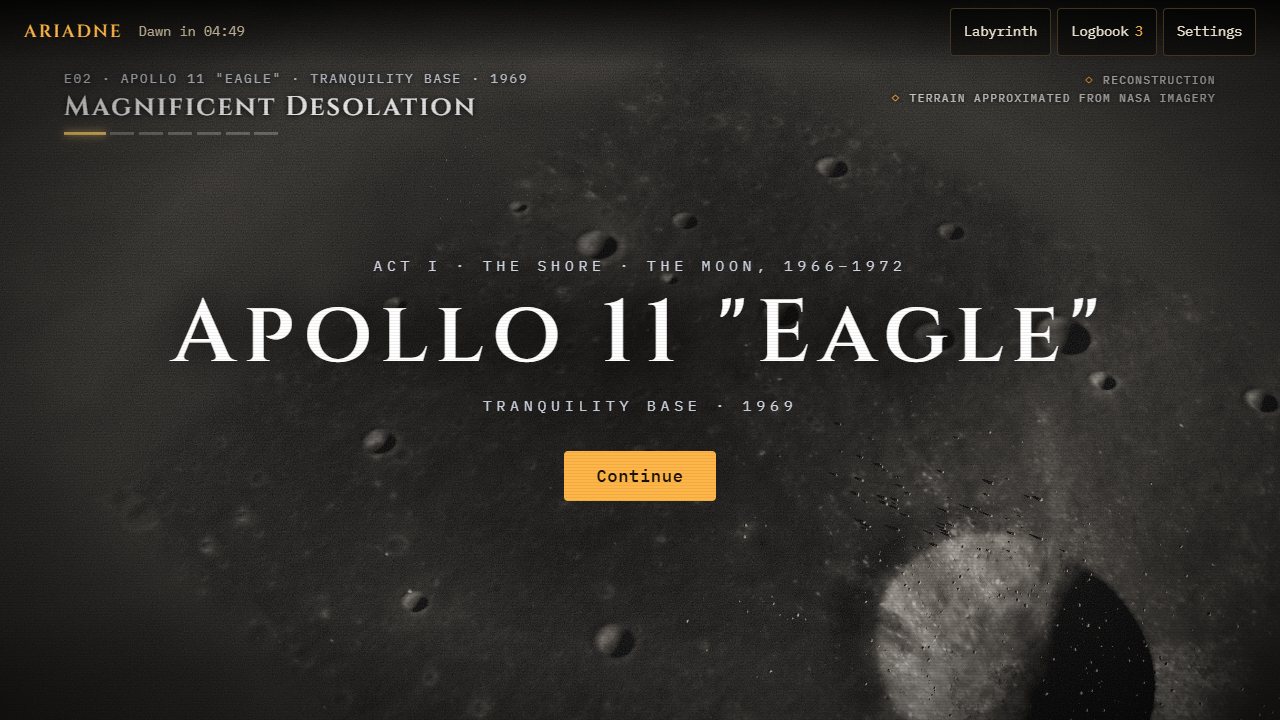 ARIADNE Dawn in 04:49 Labyrinth Logbook 3 Settings
E02 · APOLLO 11 "EAGLE" · TRANQUILITY BASE · 1969
MAGNIFICENT DESOLATION
◇ RECONSTRUCTION
◇ TERRAIN APPROXIMATED FROM NASA IMAGERY
ACT I · THE SHORE · THE MOON, 1966–1972
APOLLO 11 "EAGLE"
TRANQUILITY BASE · 1969
Continue